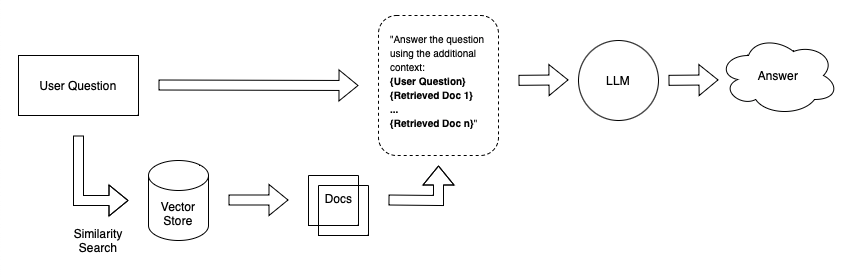 User Question
"Answer the question
using the additional
context:
{User Question}
{Retrieved Doc 1}
...
{Retrieved Doc n}"
LLM
Answer
Similarity
Search
Vector
Store
Docs